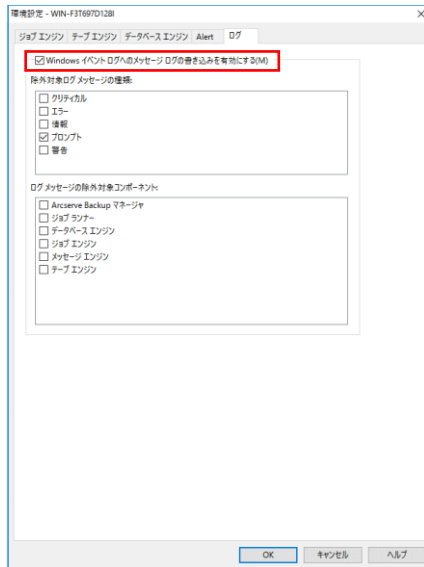 環境設定 - WIN-F3T697D128I
ジョブ エンジン テープ エンジン データベース エンジン Alert ログ
Windows イベント ログへのメッセージ ログの書き込みを有効にする(M)
除外対象ログ メッセージの種類:
クリティカル
エラー
情報
プロンプト
警告
ログ メッセージの除外対象コンポーネント:
Arcserve Backup マネージャ
ジョブ ランナー
データベース エンジン
ジョブ エンジン
メッセージ エンジン
テープ エンジン
OK キャンセル ヘルプ